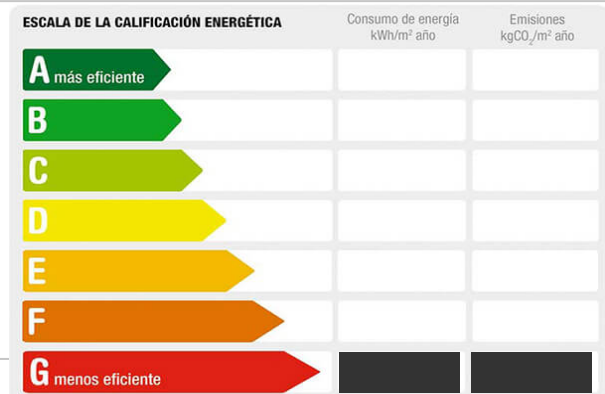 ESCALA DE LA CALIFICACIÓN ENERGÉTICA
Consumo de energía
kWh/m² año
Emisiones
kgCO₂/m² año
A más eficiente
B
C
D
E
F
G menos eficiente